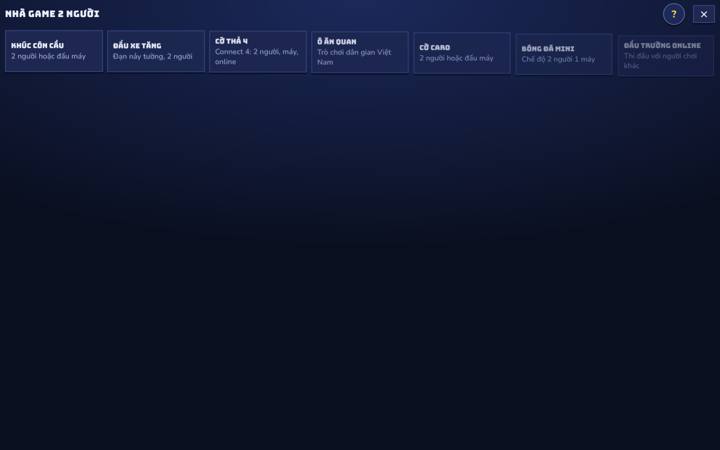 NHÀ GAME 2 NGƯỜI
?
×
KHÚC CÔN CẦU
2 người hoặc đấu máy
ĐẤU XE TĂNG
Đạn nảy tường, 2 người
CỜ THẢ 4
Connect 4: 2 người, máy,
online
Ô ĂN QUAN
Trò chơi dân gian Việt
Nam
CỜ CARO
2 người hoặc đấu máy
BÓNG ĐÁ MINI
Chế độ 2 người 1 máy
ĐẤU TRƯỜNG ONLINE
Thi đấu với người chơi
khác